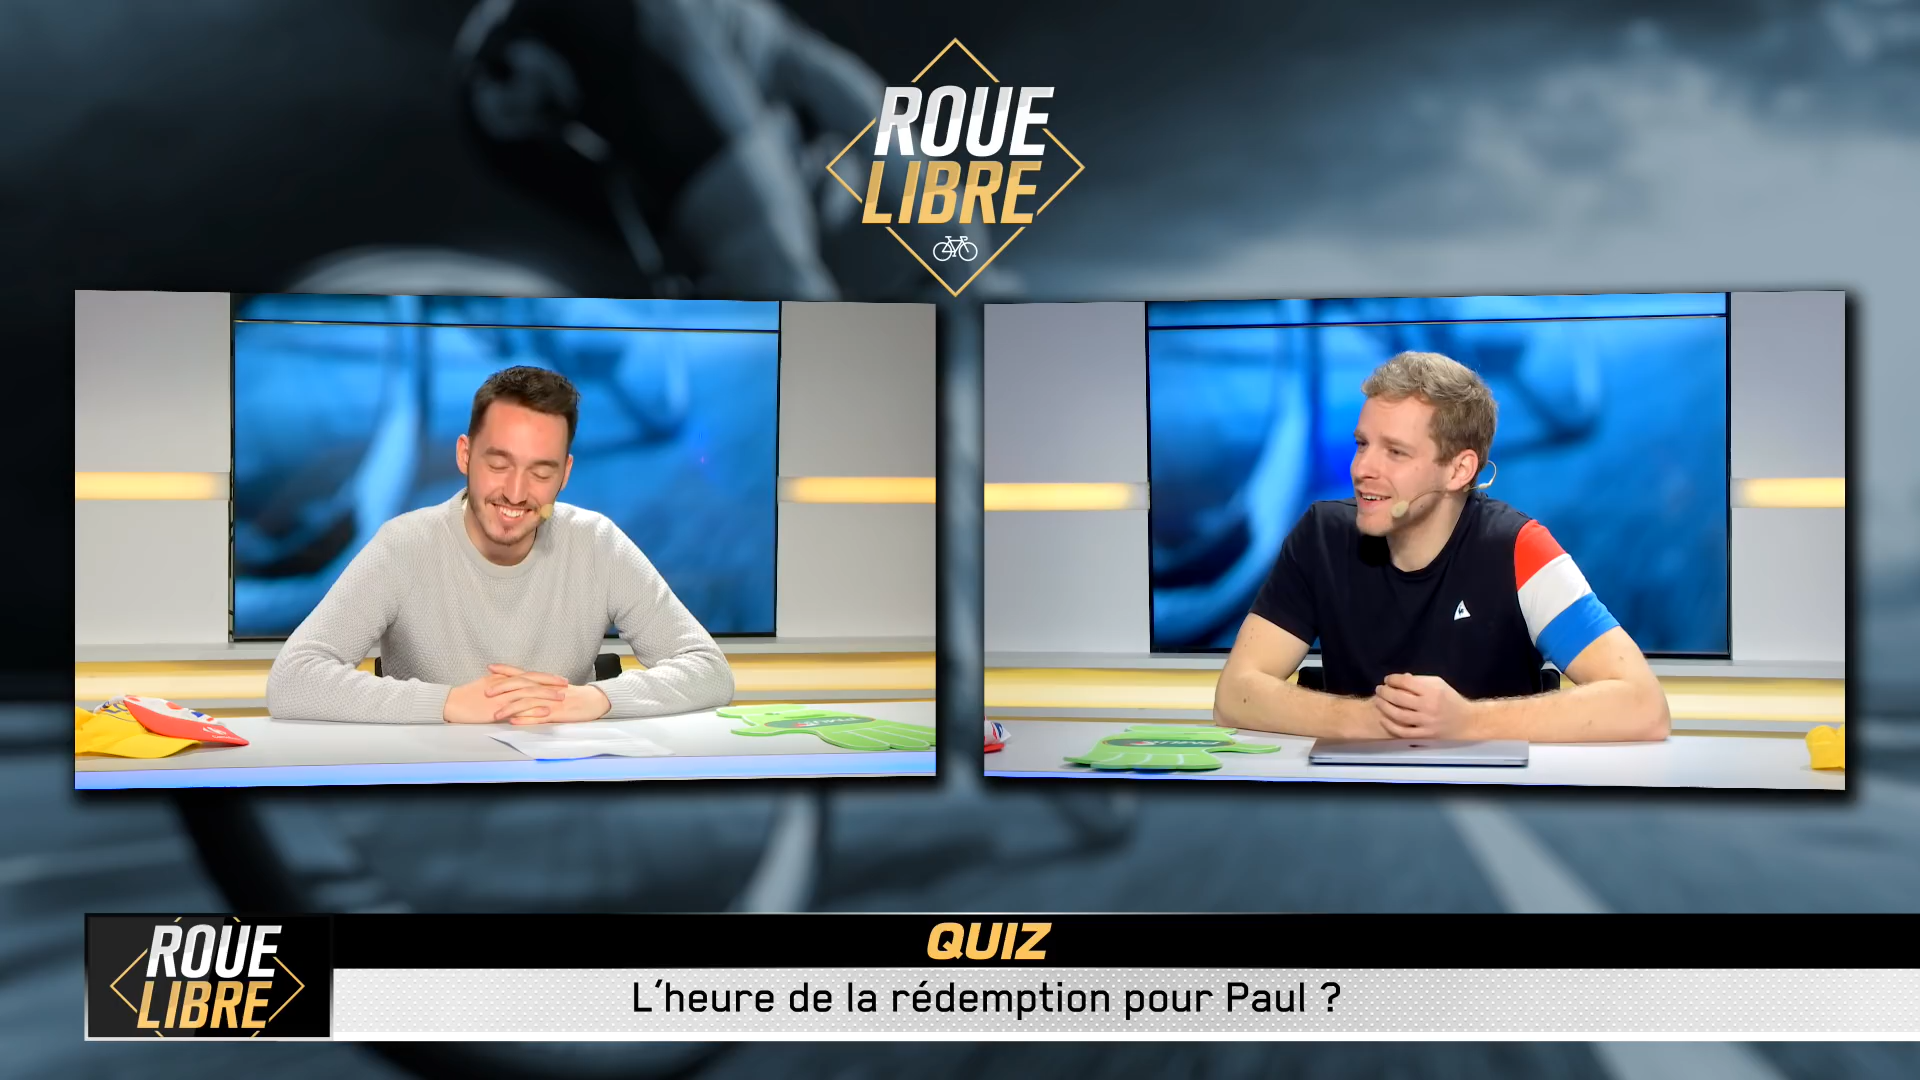 ROUE
LIBRE
ROUE
LIBRE
QUIZ
L'heure de la rédemption pour Paul ?